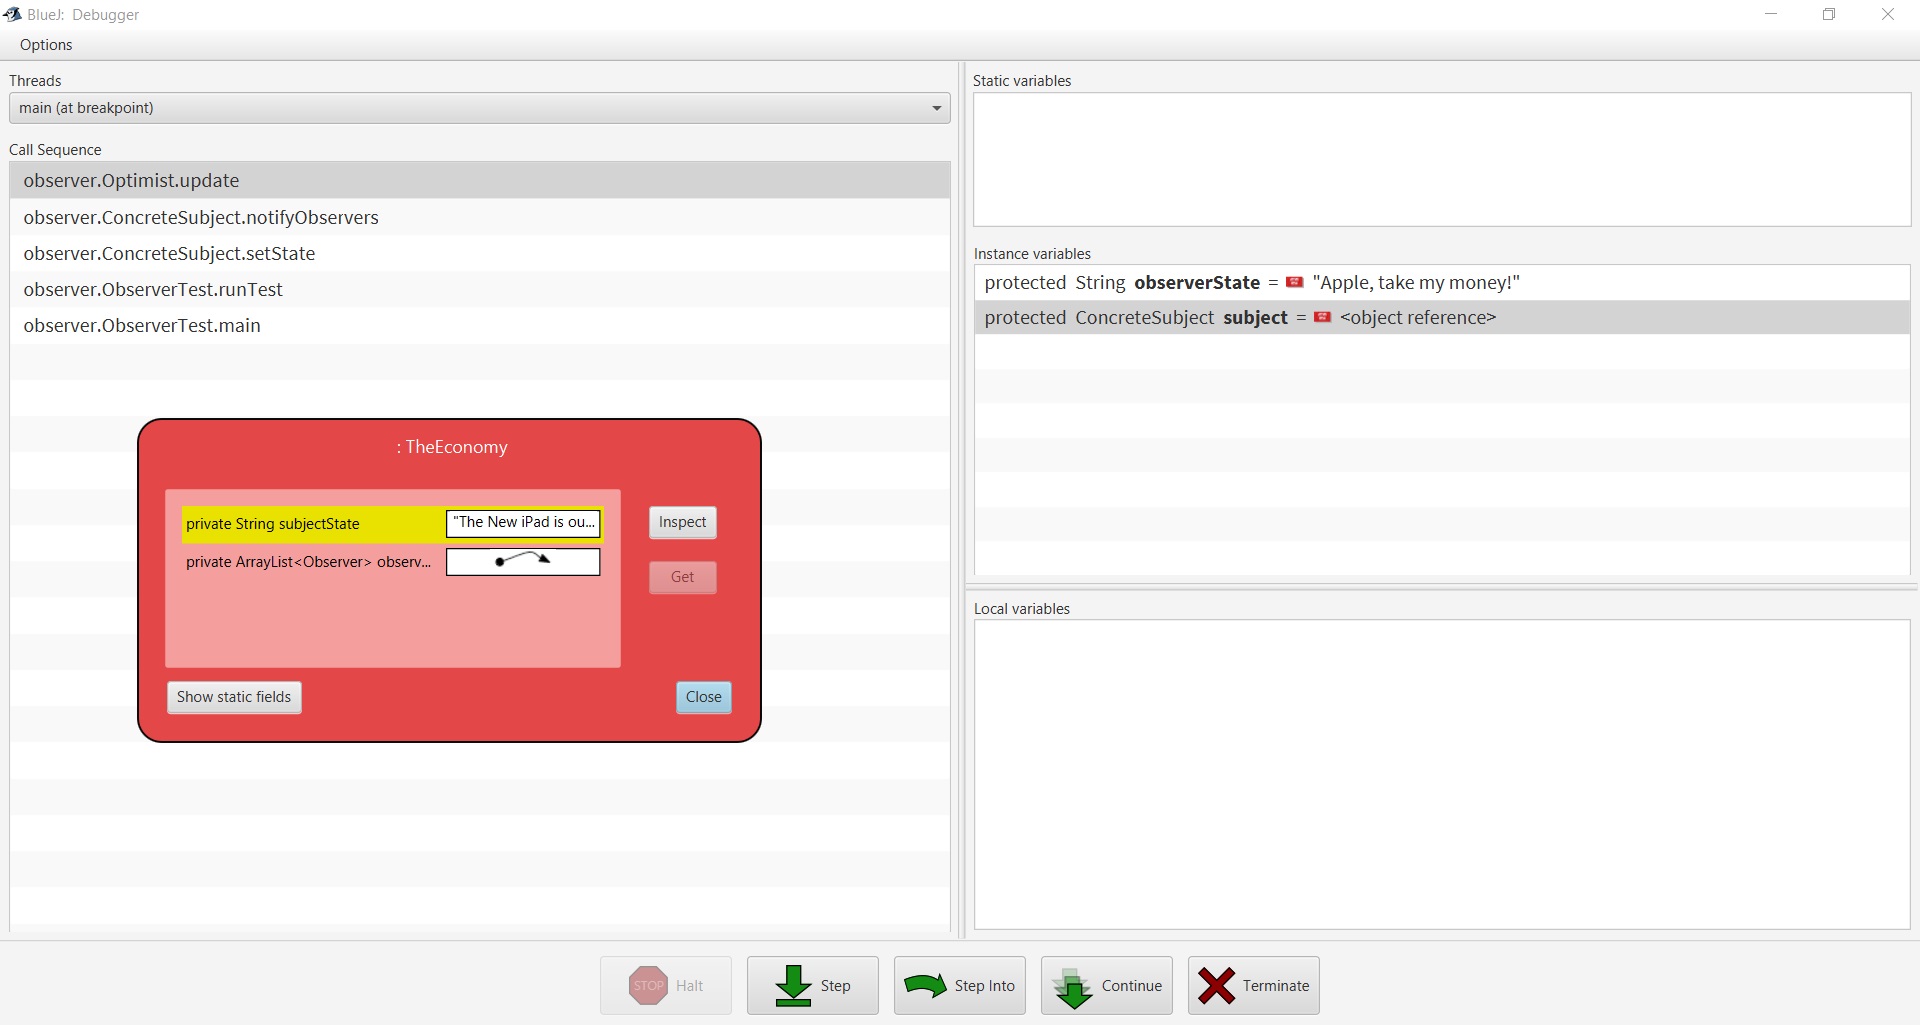 BlueJ: Debugger
Options
Threads
main (at breakpoint)
Call Sequence
observer.Optimist.update
observer.ConcreteSubject.notifyObservers
observer.ConcreteSubject.setState
observer.ObserverTest.runTest
observer.ObserverTest.main
: TheEconomy
private String subjectState "The New iPad is ou...
private ArrayList<Observer> observ...
Inspect
Get
Show static fields
Close
Static variables
Instance variables
protected String observerState = "Apple, take my money!"
protected ConcreteSubject subject = <object reference>
Local variables
STOP Halt
Step
Step Into
Continue
Terminate